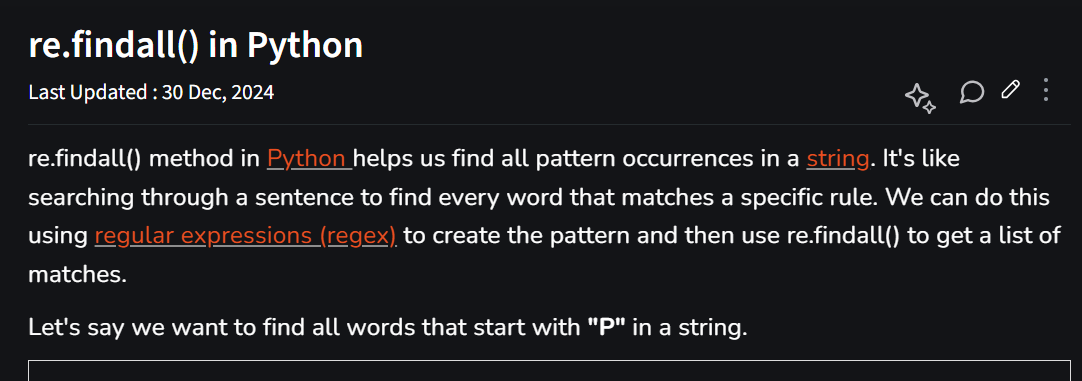 re.findall() in Python
Last Updated : 30 Dec, 2024
re.findall() method in Python helps us find all pattern occurrences in a string. It's like
searching through a sentence to find every word that matches a specific rule. We can do this
using regular expressions (regex) to create the pattern and then use re.findall() to get a list of
matches.
Let's say we want to find all words that start with "P" in a string.